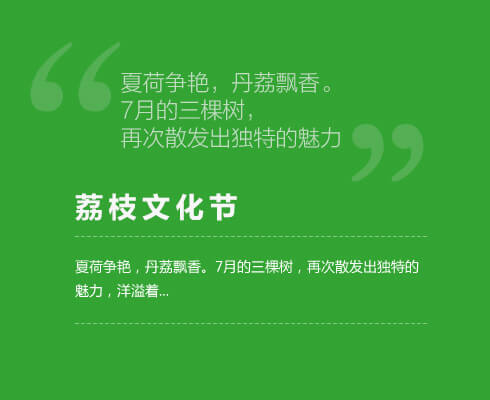 夏荷争艳，丹荔飘香。
7月的三棵树，
再次散发出独特的魅力
荔枝文化节
夏荷争艳，丹荔飘香。7月的三棵树，再次散发出独特的
魅力，洋溢着...